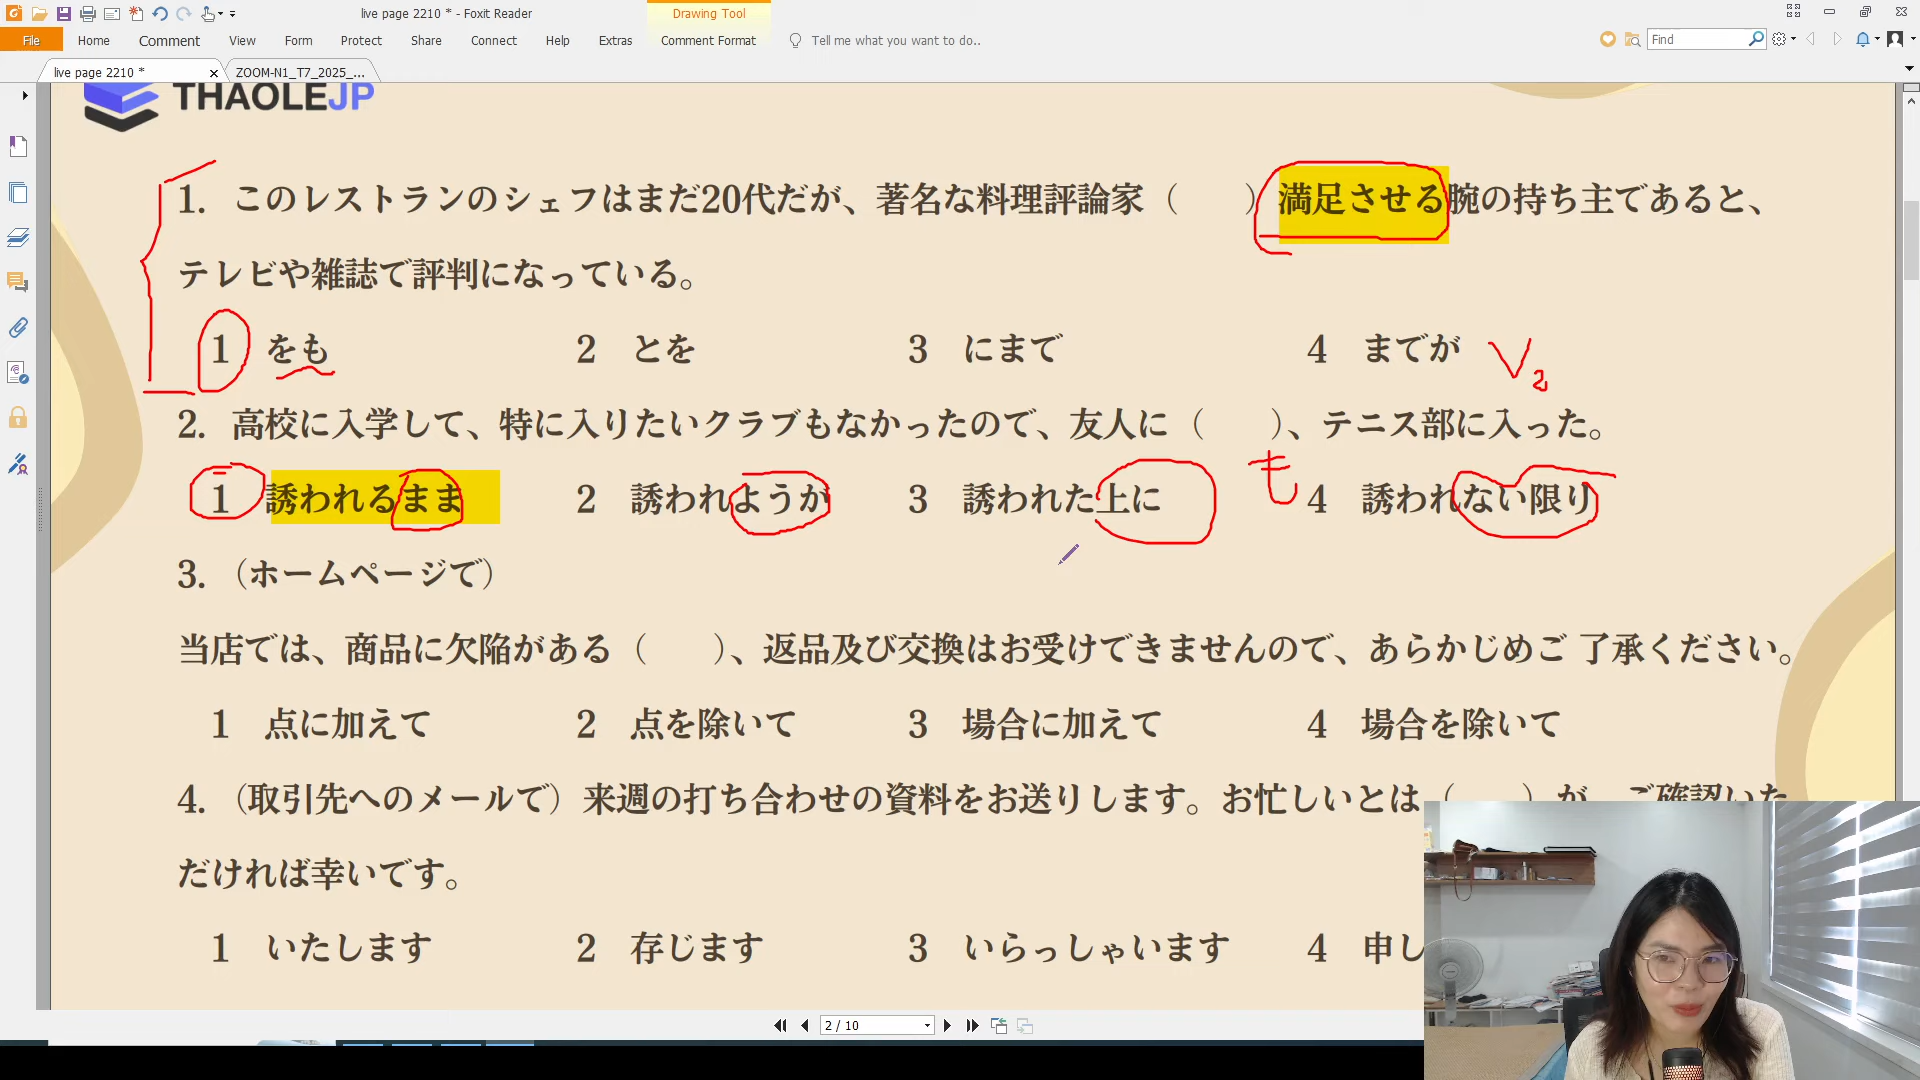 live page 2210 * - Foxit Reader
Drawing Tool
File Home Comment View Form Protect Share Connect Help Extras Comment Format Tell me what you want to do.. Find
live page 2210 * ZOOM-N1_T7_2025_...
THAOLEJP
1. このレストランのシェフはまだ20代だが、著名な料理評論家（　　）満足させる腕の持ち主であると、
テレビや雑誌で評判になっている。
1 をも 2 とを 3 にまで 4 までが V2
2. 高校に入学して、特に入りたいクラブもなかったので、友人に（　　）、テニス部に入った。
も
1 誘われるまま 2 誘われようが 3 誘われた上に 4 誘われない限り
3. （ホームページで）
当店では、商品に欠陥がある（　　）、返品及び交換はお受けできませんので、あらかじめご 了承ください。
1 点に加えて 2 点を除いて 3 場合に加えて 4 場合を除いて
4. （取引先へのメールで）来週の打ち合わせの資料をお送りします。お忙しいとは（　　）が、ご確認いた
だければ幸いです。
1 いたします 2 存じます 3 いらっしゃいます 4 申し
2 / 10